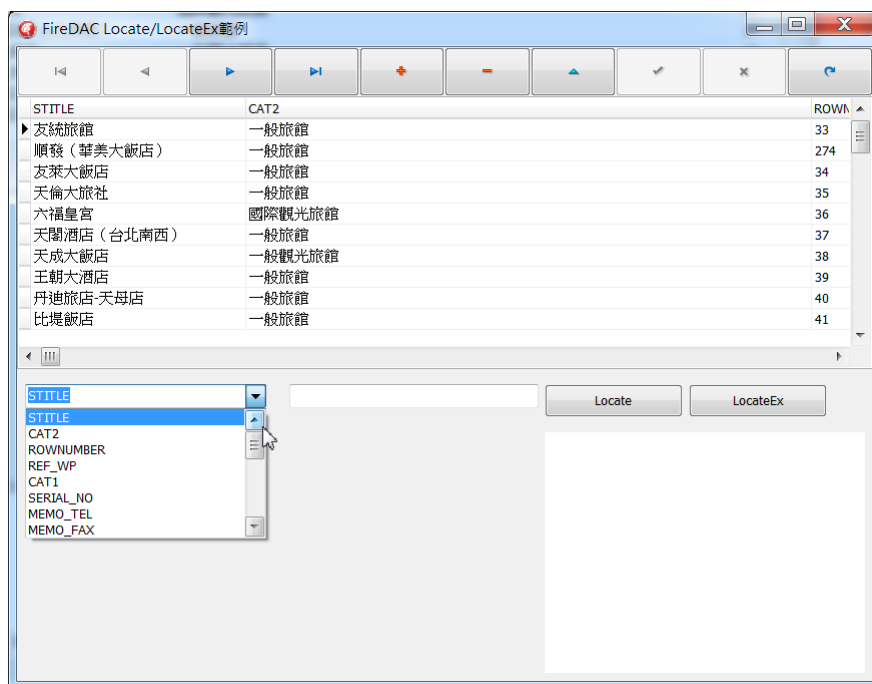 FireDAC Locate/LocateEx範例
STITLE CAT2 ROWN
友統旅館 一般旅館 33
順發（華美大飯店） 一般旅館 274
友萊大飯店 一般旅館 34
天倫大旅社 一般旅館 35
六福皇宮 國際觀光旅館 36
天閣酒店（台北南西） 一般旅館 37
天成大飯店 一般觀光旅館 38
王朝大酒店 一般旅館 39
丹迪旅店-天母店 一般旅館 40
比堤飯店 一般旅館 41
STITLE Locate LocateEx
STITLE
CAT2
ROWNUMBER
REF_WP
CAT1
SERIAL_NO
MEMO_TEL
MEMO_FAX